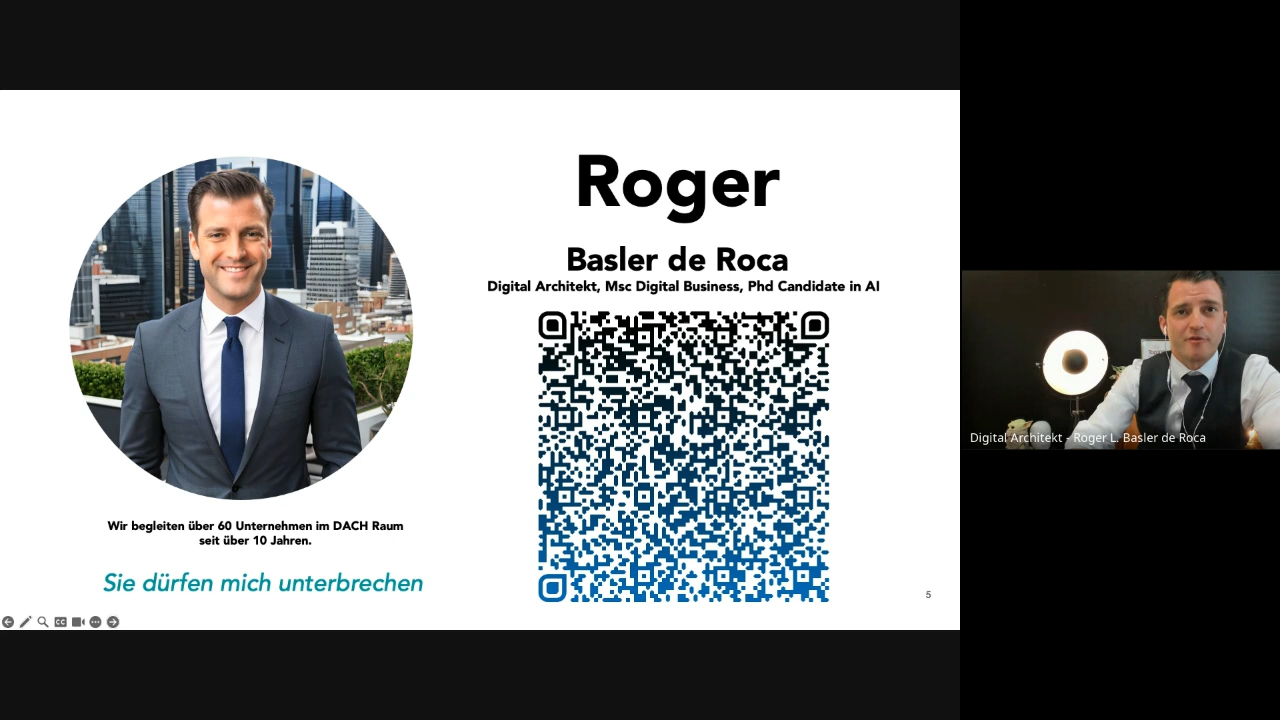 Roger
Basler de Roca
Digital Architekt, Msc Digital Business, Phd Candidate in AI
Wir begleiten über 60 Unternehmen im DACH Raum
seit über 10 Jahren.
Sie dürfen mich unterbrechen
5
CC
Digital Architekt - Roger L. Basler de Roca